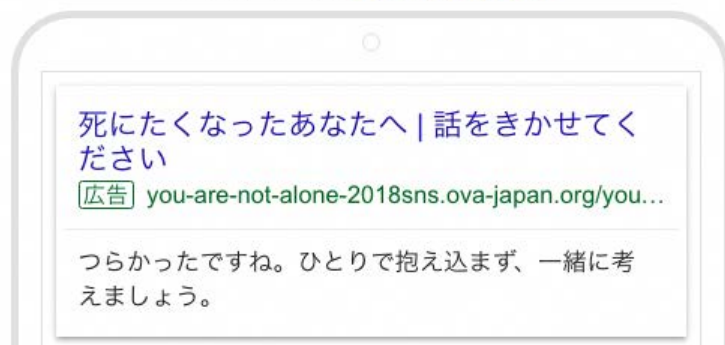 死にたくなったあなたへ | 話をきかせてく
ださい
広告 you-are-not-alone-2018sns.ova-japan.org/you...
つらかったですね。ひとりで抱え込まず、一緒に考
えましょう。